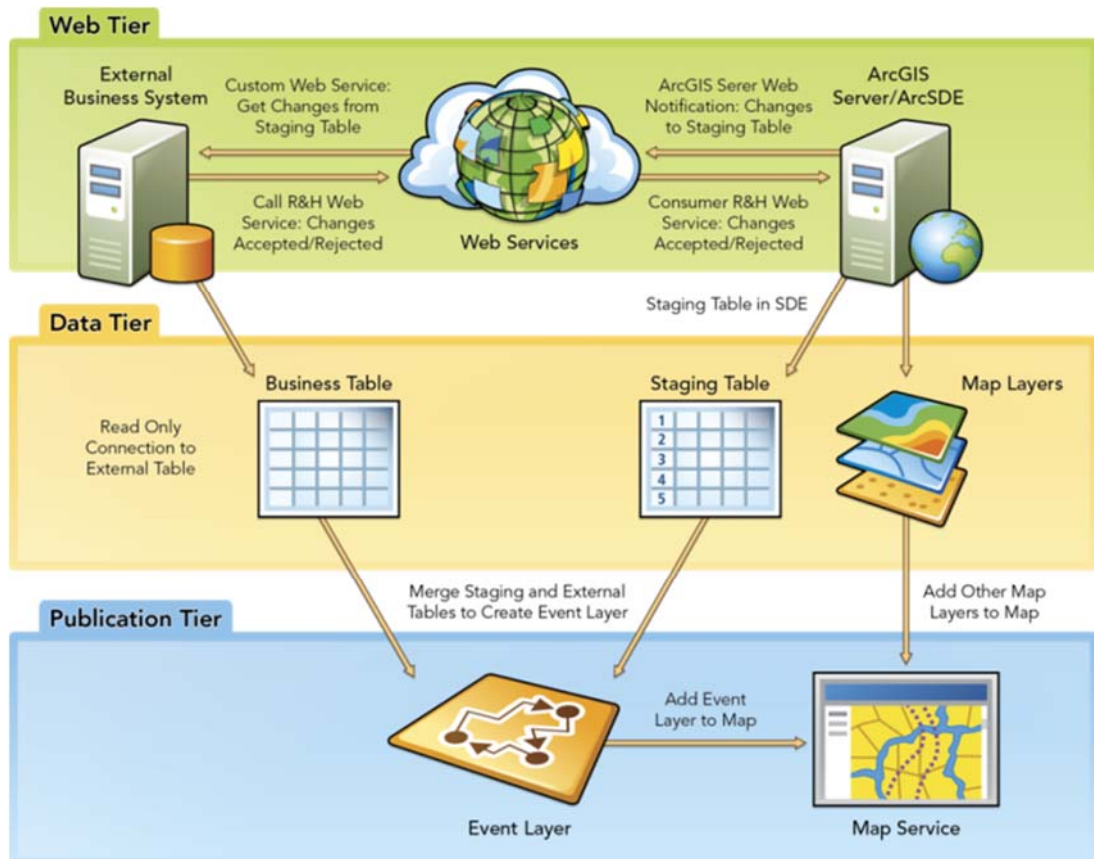 Web Tier
External
Business System
Custom Web Service:
Get Changes from
Staging Table
ArcGIS Serer Web
Notification: Changes
to Staging Table
ArcGIS
Server/ArcSDE
Call R&H Web
Service: Changes
Accepted/Rejected
Web Services
Consumer R&H Web
Service: Changes
Accepted/Rejected
Staging Table in SDE
Data Tier
Business Table
Staging Table
Map Layers
Read Only
Connection to
External Table
1
2
3
4
5
Merge Staging and External
Tables to Create Event Layer
Add Other Map
Layers to Map
Publication Tier
Add Event
Layer to Map
Event Layer
Map Service